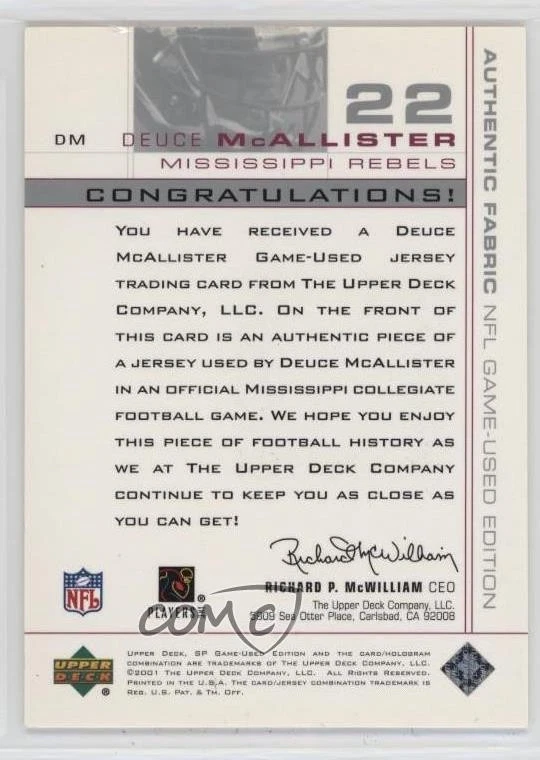 22
DM DEUCE McALLISTER
MISSISSIPPI REBELS
CONGRATULATIONS!
YOU HAVE RECEIVED A DEUCE
McALLISTER GAME-USED JERSEY
TRADING CARD FROM THE UPPER DECK
COMPANY, LLC. ON THE FRONT OF
THIS CARD IS AN AUTHENTIC PIECE OF
A JERSEY USED BY DEUCE McALLISTER
IN AN OFFICIAL MISSISSIPPI COLLEGIATE
FOOTBALL GAME. WE HOPE YOU ENJOY
THIS PIECE OF FOOTBALL HISTORY AS
WE AT THE UPPER DECK COMPANY
CONTINUE TO KEEP YOU AS CLOSE AS
YOU CAN GET!
Richard P. McWilliam
RICHARD P. McWILLIAM CEO
The Upper Deck Company, LLC.
5909 Sea Otter Place, Carlsbad, CA 92008
NFL
PLAYERS INC ®
COMC
UPPER DECK ®
UPPER DECK, SP GAME-USED EDITION AND THE CARD/HOLOGRAM
COMBINATION ARE TRADEMARKS OF THE UPPER DECK COMPANY, LLC.
©2001 THE UPPER DECK COMPANY, LLC. ALL RIGHTS RESERVED.
PRINTED IN THE U.S.A. THE CARD/JERSEY COMBINATION TRADEMARK IS
REG. U.S. PAT. & TM. OFF.
AUTHENTIC FABRIC NFL GAME-USED EDITION